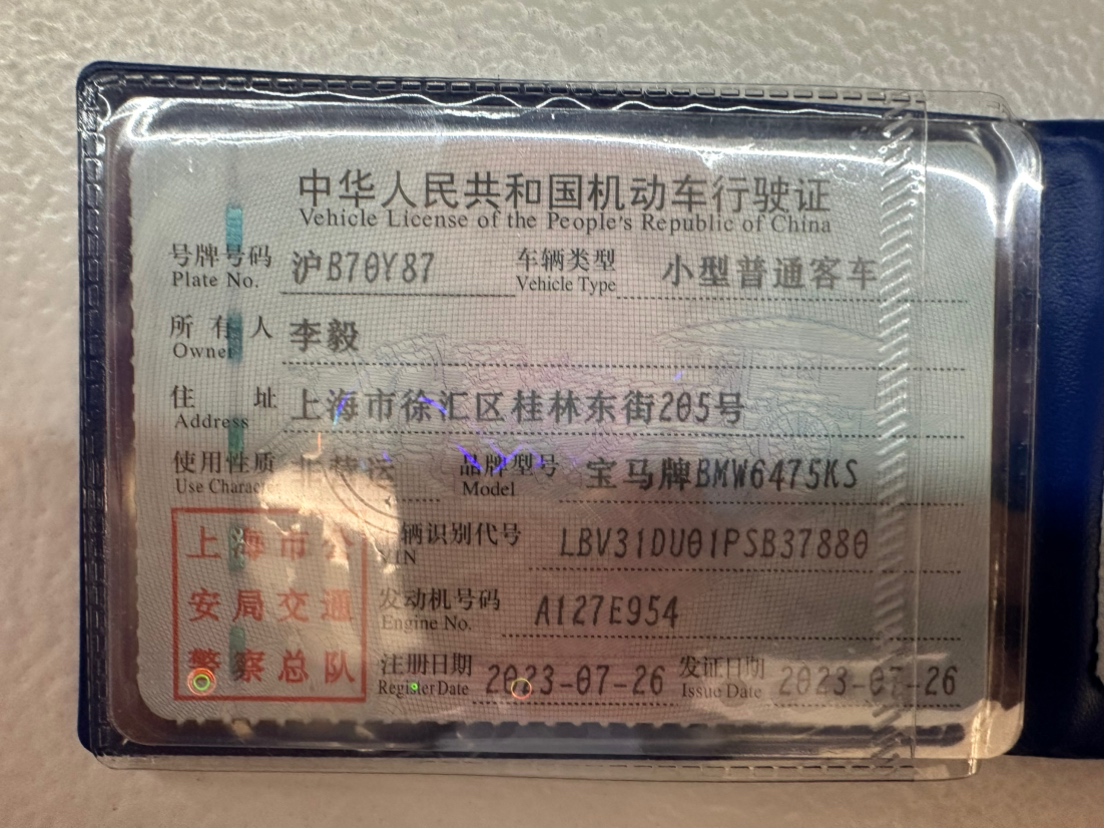 中华人民共和国机动车行驶证
Vehicle License of the People's Republic of China
号牌号码 沪B70Y87 车辆类型 小型普通客车
Plate No. Vehicle Type
所有人 李毅
Owner
住址 上海市徐汇区桂林东街205号
Address
使用性质 非营运 品牌型号 宝马牌BMW6475KS
Use Character Model
上海市公 车辆识别代号 LBV31DU01PSB37880
VIN
安局交通 发动机号码 A127E954
Engine No.
警察总队 注册日期 2023-07-26 发证日期 2023-07-26
Register Date Issue Date